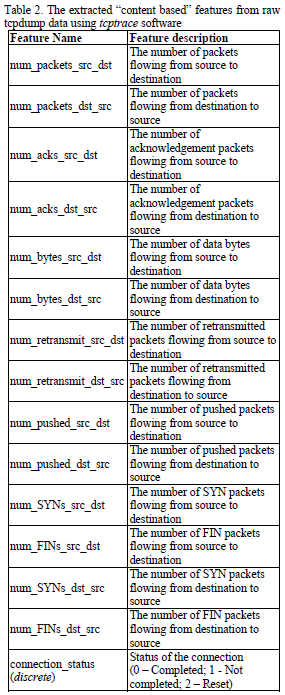 Table 2. The extracted “content based” features from raw
tcpdump data using tcptrace software
Feature Name Feature description
num_packets_src_dst The number of packets
flowing from source to
destination
num_packets_dst_src The number of packets
flowing from destination to
source
num_acks_src_dst The number of
acknowledgement packets
flowing from source to
destination
num_acks_dst_src The number of
acknowledgement packets
flowing from destination to
source
num_bytes_src_dst The number of data bytes
flowing from source to
destination
num_bytes_dst_src The number of data bytes
flowing from destination to
source
num_retransmit_src_dst The number of retransmitted
packets flowing from source to
destination
num_retransmit_dst_src The number of retransmitted
packets flowing from
destination to source
num_pushed_src_dst The number of pushed packets
flowing from source to
destination
num_pushed_dst_src The number of pushed packets
flowing from destination to
source
num_SYNs_src_dst The number of SYN packets
flowing from source to
destination
num_FINs_src_dst The number of FIN packets
flowing from source to
destination
num_SYNs_dst_src The number of SYN packets
flowing from destination to
source
num_FINs_dst_src The number of FIN packets
flowing from destination to
source
connection_status
(discrete) Status of the connection
(0 – Completed; 1 - Not
completed; 2 – Reset)